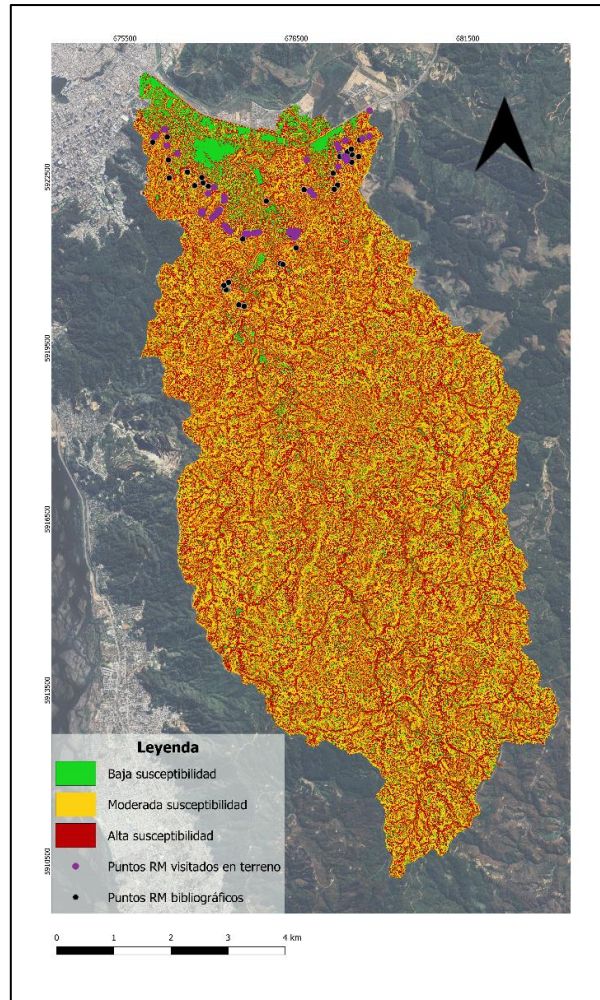 675500
678500
681500
5922500
5919500
5916500
5913500
5910500
Leyenda
Baja susceptibilidad
Moderada susceptibilidad
Alta susceptibilidad
Puntos RM visitados en terreno
Puntos RM bibliográficos
0 1 2 3 4 km